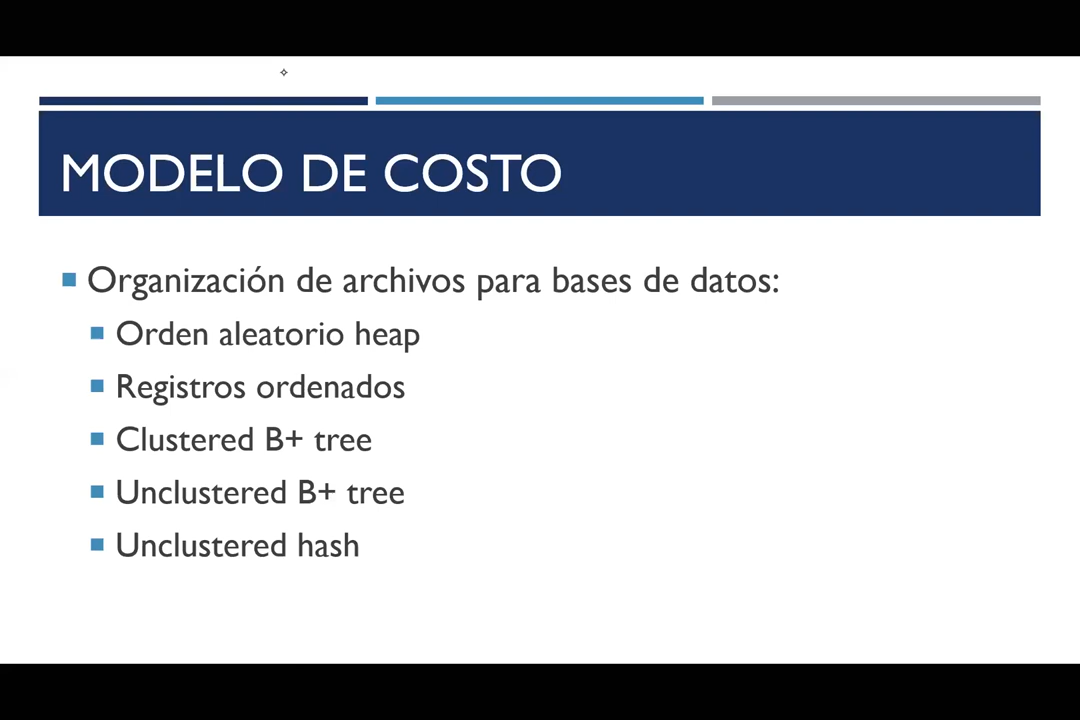 MODELO DE COSTO
Organización de archivos para bases de datos:
Orden aleatorio heap
Registros ordenados
Clustered B+ tree
Unclustered B+ tree
Unclustered hash